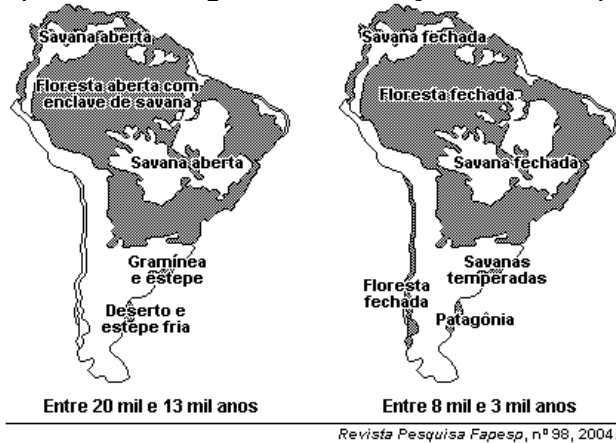 Savana aberta
Floresta aberta com
enclave de savana
Savana aberta
Gramínea
e estepe
Deserto e
estepe fria
Entre 20 mil e 13 mil anos
Savana fechada
Floresta fechada
Savana fechada
Savanas
temperadas
Floresta
fechada
Patagônia
Entre 8 mil e 3 mil anos
Revista Pesquisa Fapesp, nº 98, 2004